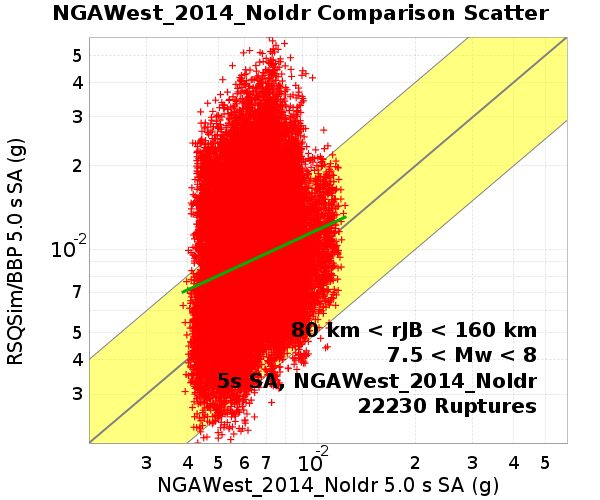 NGAWest_2014_NoIdr Comparison Scatter
RSQSim/BBP 5.0 s SA (g)
5
4
3
2
10-2
7
5
4
3
80 km < rJB < 160 km
7.5 < Mw < 8
5s SA, NGAWest_2014_NoIdr
22230 Ruptures
3 4 5 6 7 10-2 2 3 4 5
NGAWest_2014_NoIdr 5.0 s SA (g)